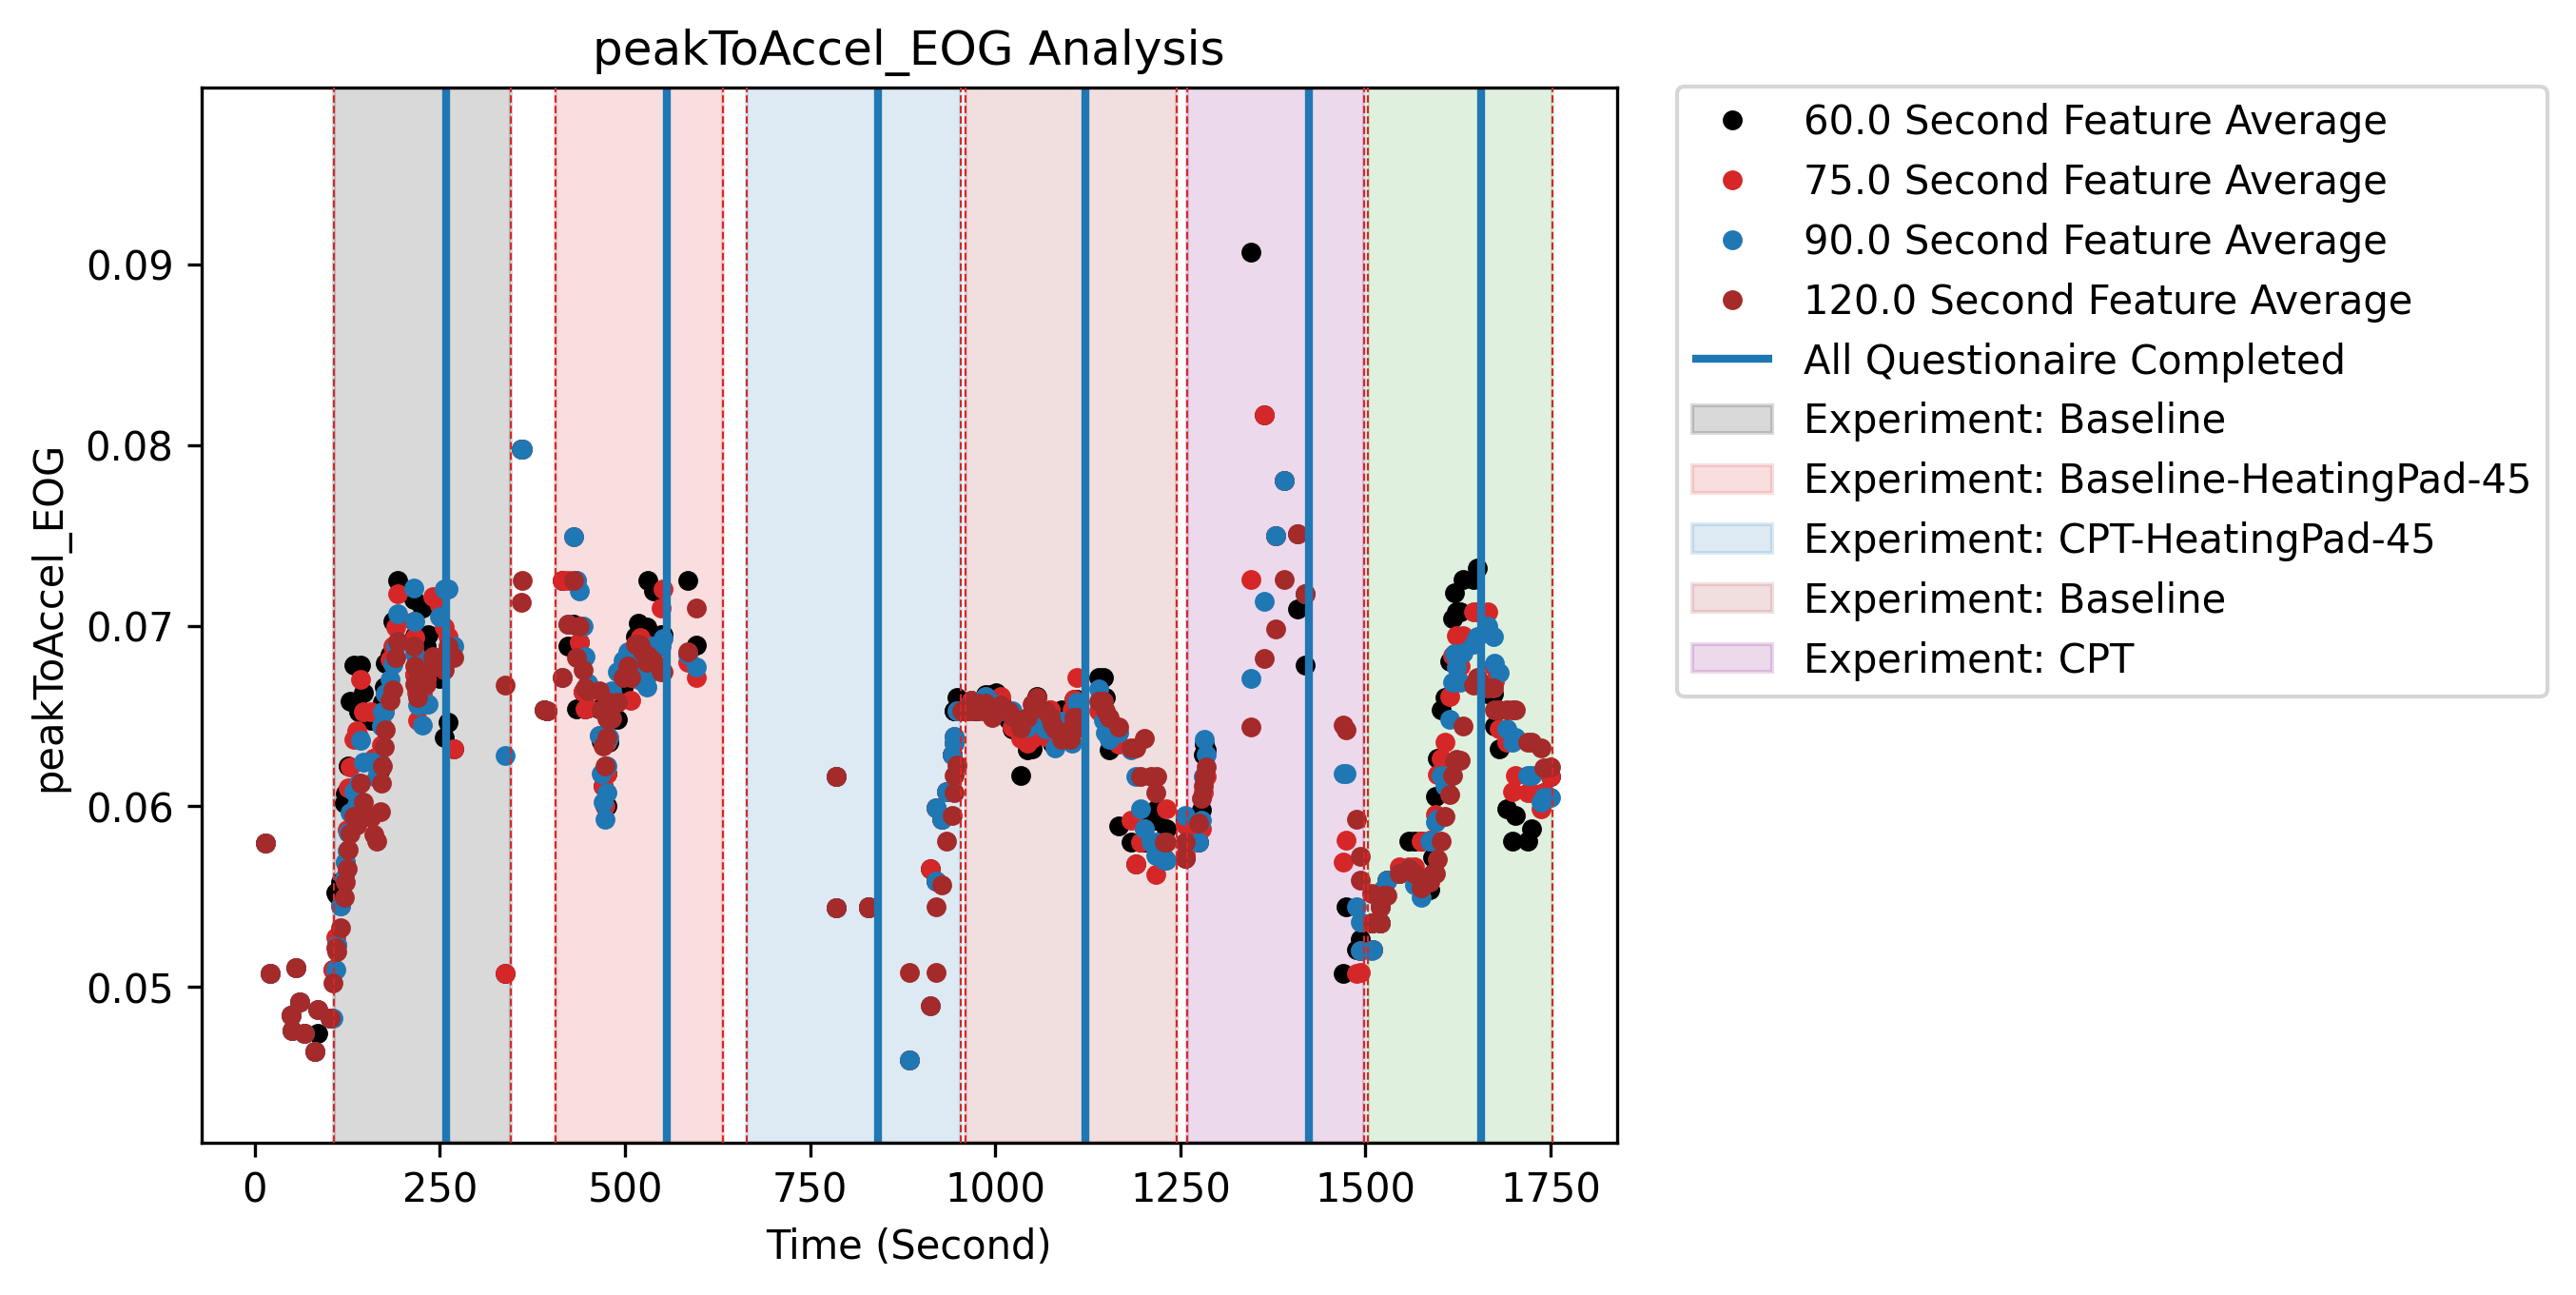 peakToAccel_EOG Analysis
peakToAccel_EOG
0.09
0.08
0.07
0.06
0.05
0
250
500
750
1000
1250
1500
1750
Time (Second)
60.0 Second Feature Average
75.0 Second Feature Average
90.0 Second Feature Average
120.0 Second Feature Average
All Questionaire Completed
Experiment: Baseline
Experiment: Baseline-HeatingPad-45
Experiment: CPT-HeatingPad-45
Experiment: Baseline
Experiment: CPT